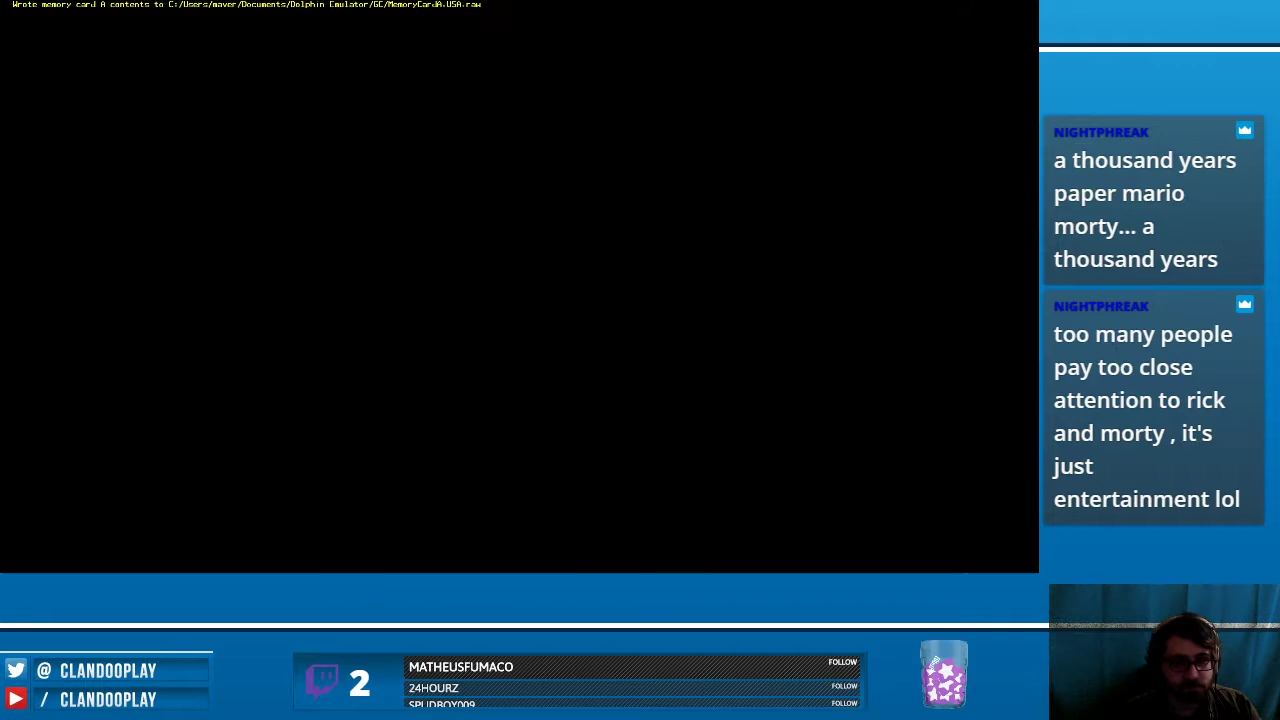 Wrote memory card A contents to C:/Users/maver/Documents/Dolphin Emulator/GC/MemoryCardA.USA.raw
NIGHTPHREAK
a thousand years
paper mario
morty... a
thousand years
NIGHTPHREAK
too many people
pay too close
attention to rick
and morty , it's
just
entertainment lol
@ CLANDOOPLAY
/ CLANDOOPLAY
2
MATHEUSFUMACO FOLLOW
24HOURZ FOLLOW
SPUDBOY009 FOLLOW